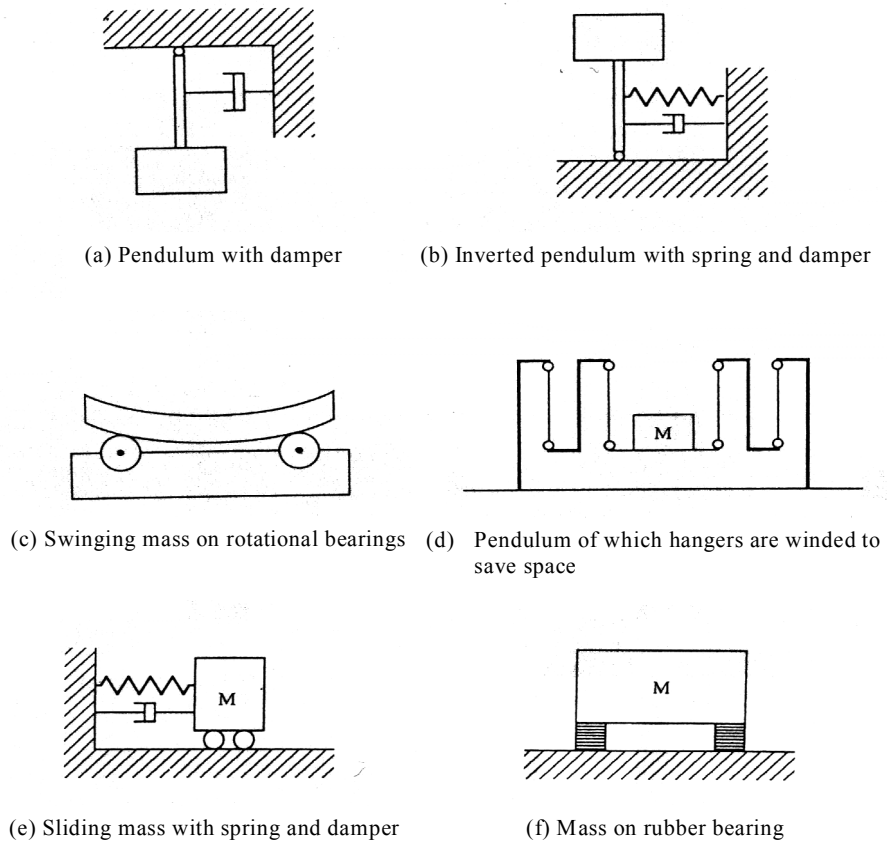 (a) Pendulum with damper
(b) Inverted pendulum with spring and damper
M
(c) Swinging mass on rotational bearings
(d) Pendulum of which hangers are winded to
save space
M
M
(e) Sliding mass with spring and damper
(f) Mass on rubber bearing